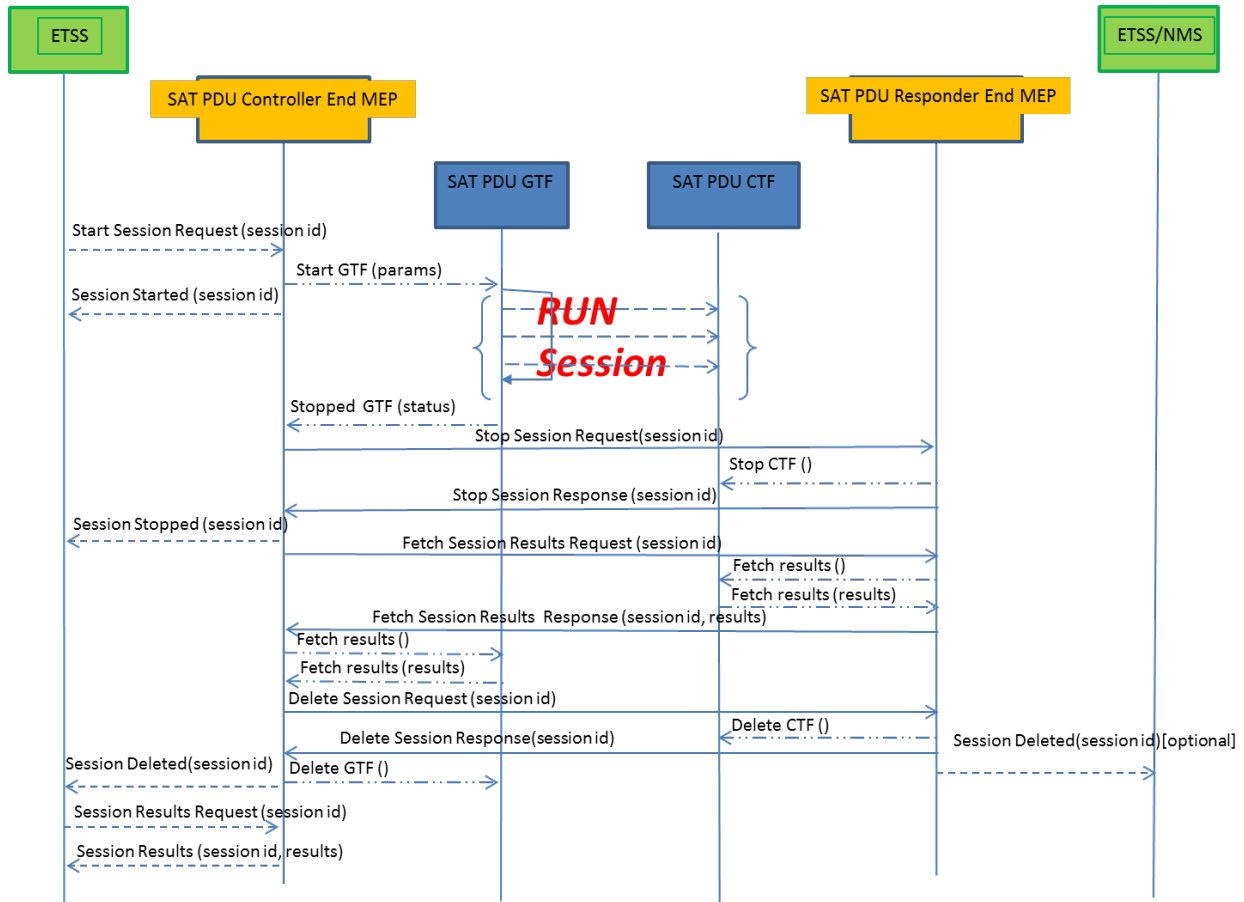 ETSS
ETSS/NMS
SAT PDU Controller End MEP
SAT PDU Responder End MEP
SAT PDU GTF
SAT PDU CTF
Start Session Request (session id)
Start GTF (params)
Session Started (session id)
RUN
Session
Stopped GTF (status)
Stop Session Request(session id)
Stop CTF ()
Stop Session Response (session id)
Session Stopped (session id)
Fetch Session Results Request (session id)
Fetch results ()
Fetch results (results)
Fetch Session Results Response (session id, results)
Fetch results ()
Fetch results (results)
Delete Session Request (session id)
Delete CTF ()
Delete Session Response(session id)
Session Deleted(session id)[optional]
Session Deleted(session id)
Delete GTF ()
Session Results Request (session id)
Session Results (session id, results)